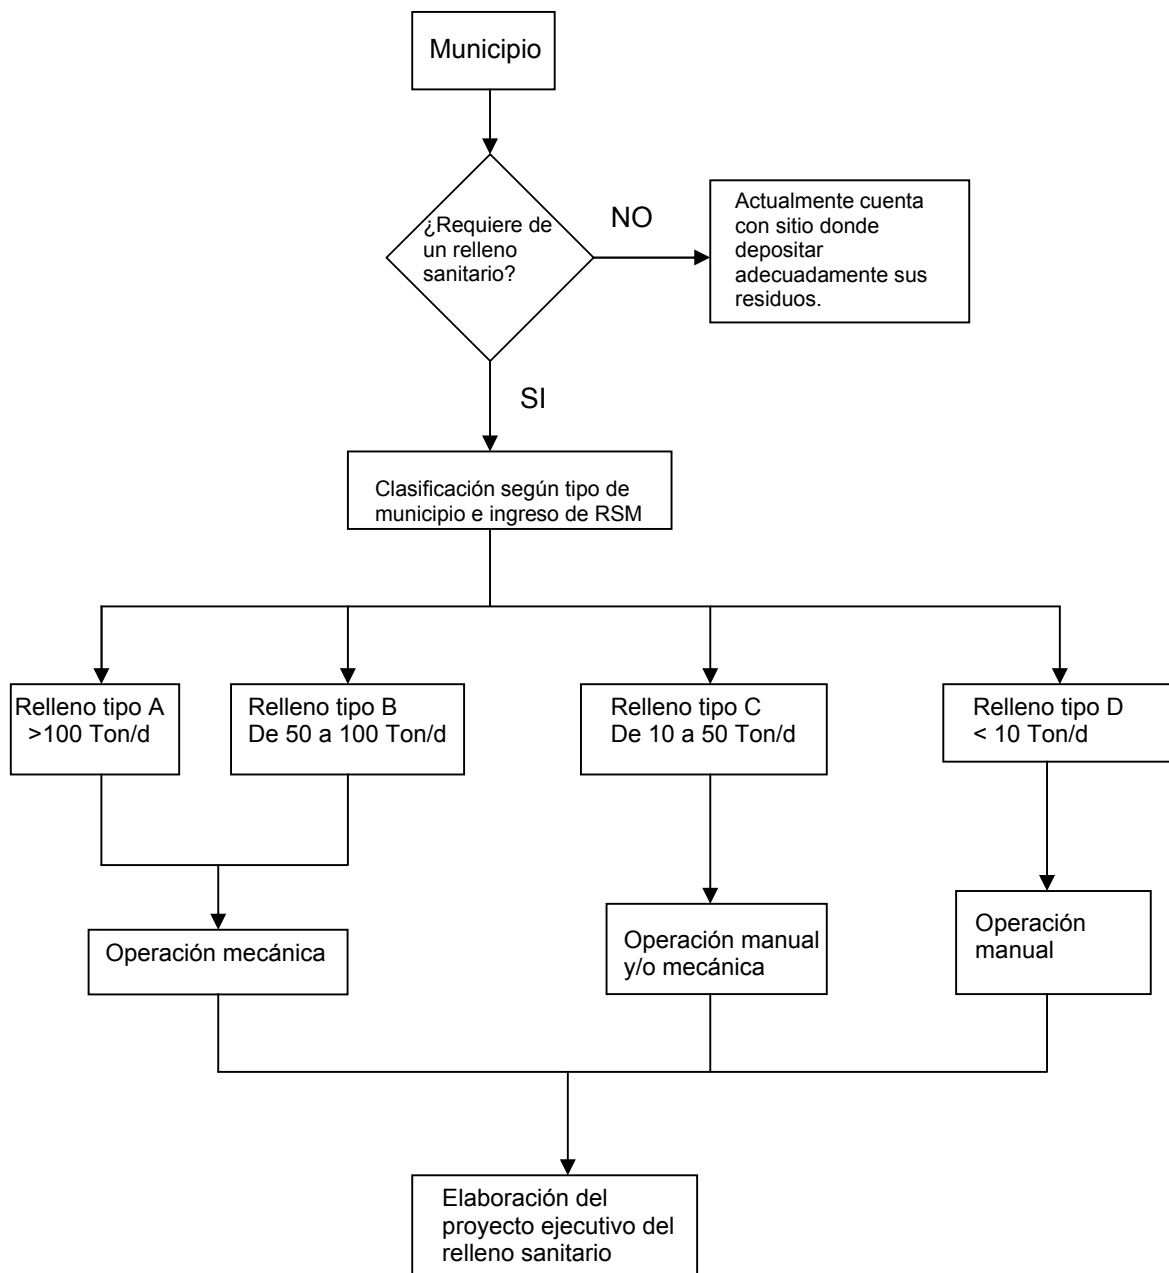 Municipio
¿Requiere de
un relleno
sanitario?
NO
Actualmente cuenta
con sitio donde
depositar
adecuadamente sus
residuos.
SI
Clasificación según tipo de
municipio e ingreso de RSM
Relleno tipo A
>100 Ton/d
Relleno tipo B
De 50 a 100 Ton/d
Relleno tipo C
De 10 a 50 Ton/d
Relleno tipo D
< 10 Ton/d
Operación mecánica
Operación manual
y/o mecánica
Operación
manual
Elaboración del
proyecto ejecutivo del
relleno sanitario